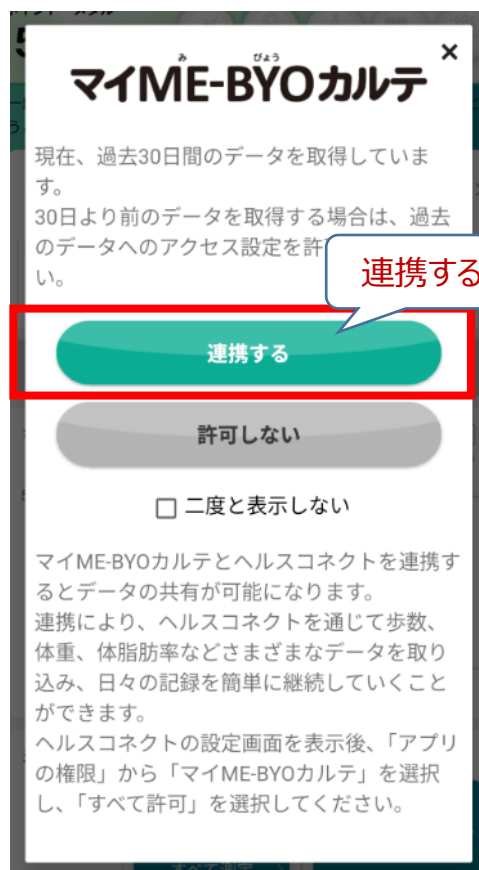 み びょう
マイME-BYOカルテ
×
現在、過去30日間のデータを取得していま
す。
30日より前のデータを取得する場合は、過去
のデータへのアクセス設定を許
い。
連携する
連携する
許可しない
二度と表示しない
マイME-BYOカルテとヘルスコネクトを連携す
るとデータの共有が可能になります。
連携により、ヘルスコネクトを通じて歩数、
体重、体脂肪率などさまざまなデータを取り
込み、日々の記録を簡単に継続していくこと
ができます。
ヘルスコネクトの設定画面を表示後、「アプリ
の権限」から「マイME-BYOカルテ」を選択
し、「すべて許可」を選択してください。